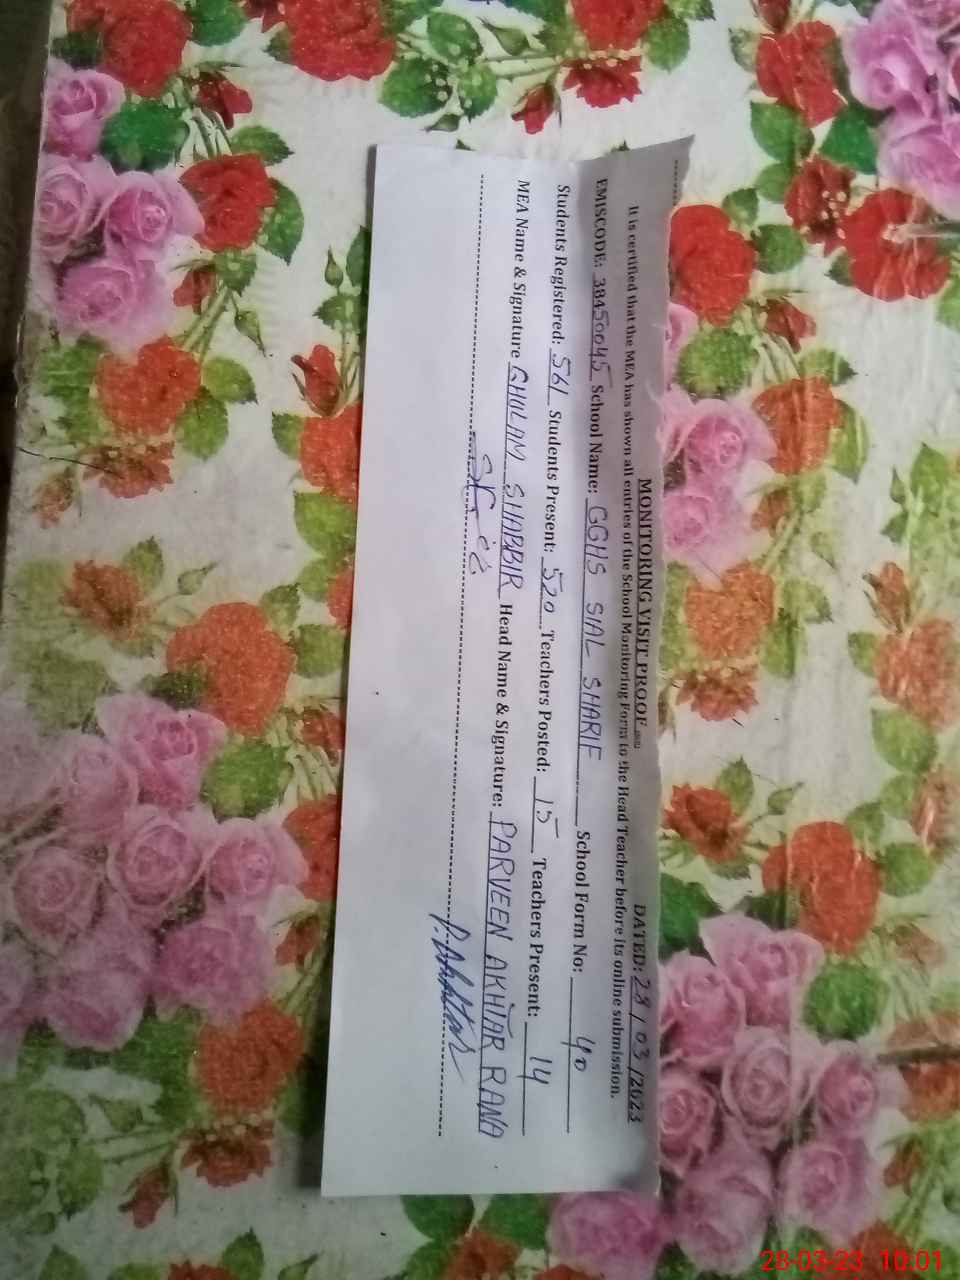 MONITORING VISIT PROOF DATED: 28/03/2023
It is certified that the MEA has shown all entries of the School Monitoring Form to the Head Teacher before its online submission.
EMISCODE: 38450045 School Name: GGHS SIAL SHARIF School Form No: 40
Students Registered: 561 Students Present: 520 Teachers Posted: 15 Teachers Present: 14
MEA Name & Signature GHULAM SHABBIR Head Name & Signature: PARVEEN AKHTAR RANA
P. Akhtar
28-03-23 10:01